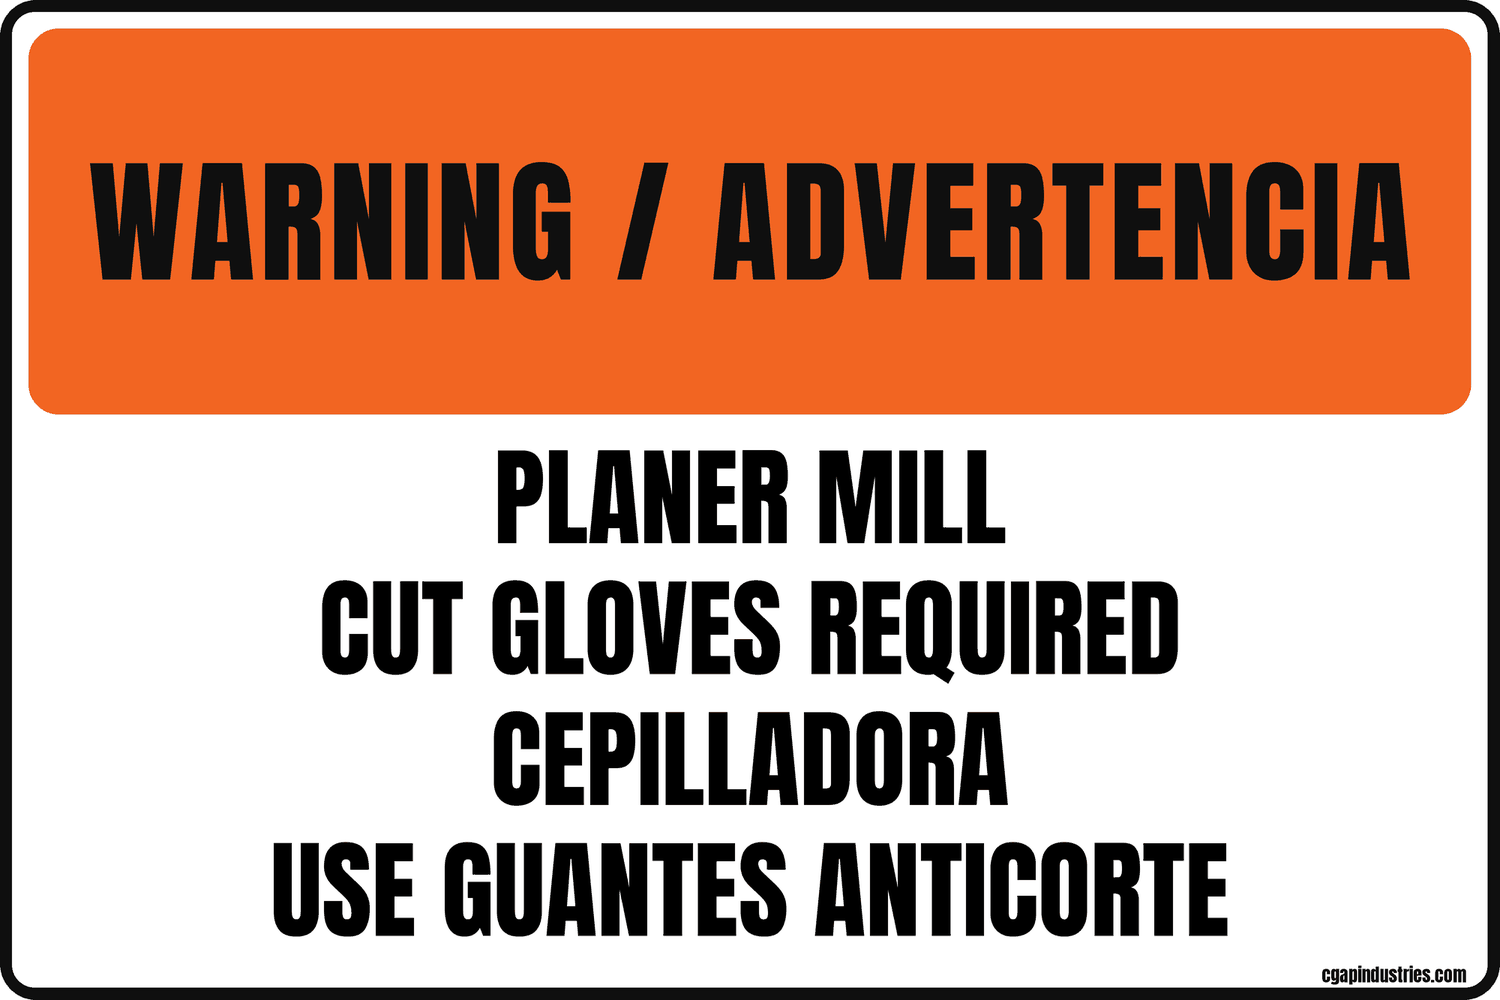 WARNING / ADVERTENCIA
PLANER MILL
CUT GLOVES REQUIRED
CEPILLADORA
USE GUANTES ANTICORTE
cgapindustries.com